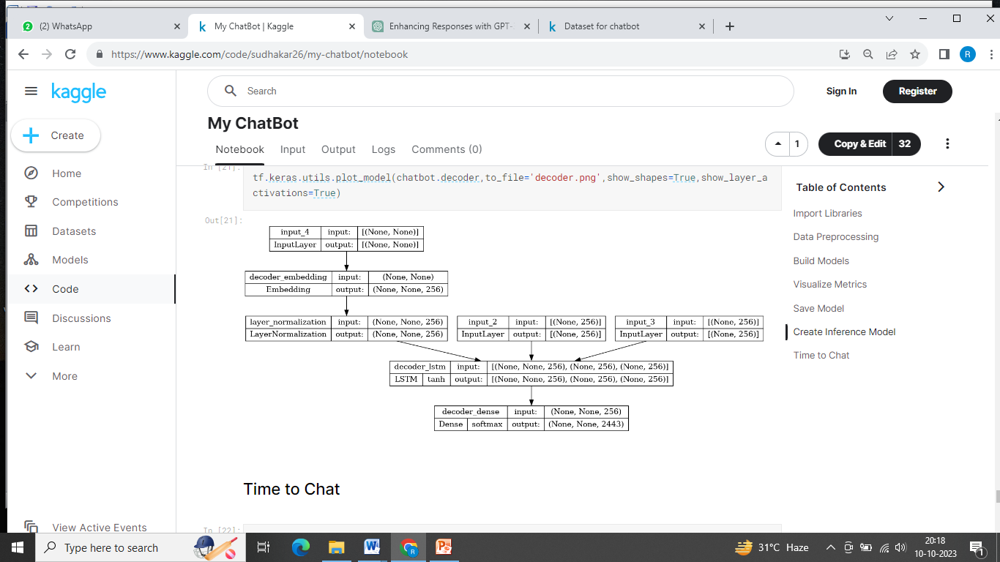 (2) WhatsApp
My ChatBot | Kaggle
Enhancing Responses with GPT-
Dataset for chatbot
https://www.kaggle.com/code/sudhakar26/my-chatbot/notebook
R
kaggle
Search
Sign In
Register
Create
Home
Competitions
Datasets
Models
Code
Discussions
Learn
More
View Active Events
My ChatBot
1
Copy & Edit 32
Notebook Input Output Logs Comments (0)
In [21]:
tf.keras.utils.plot_model(chatbot.decoder,to_file='decoder.png',show_shapes=True,show_layer_a
ctivations=True)
Out[21]:
input_4 input: [(None, None)]
InputLayer output: [(None, None)]
decoder_embedding input: (None, None)
Embedding output: (None, None, 256)
layer_normalization input: (None, None, 256)
LayerNormalization output: (None, None, 256)
input_2 input: [(None, 256)]
InputLayer output: [(None, 256)]
input_3 input: [(None, 256)]
InputLayer output: [(None, 256)]
decoder_lstm input: [(None, None, 256), (None, 256), (None, 256)]
LSTM tanh output: [(None, None, 256), (None, 256), (None, 256)]
decoder_dense input: (None, None, 256)
Dense softmax output: (None, None, 2443)
Time to Chat
In [22]:
Table of Contents
Import Libraries
Data Preprocessing
Build Models
Visualize Metrics
Save Model
Create Inference Model
Time to Chat
Type here to search
31°C Haze
20:18
10-10-2023
1